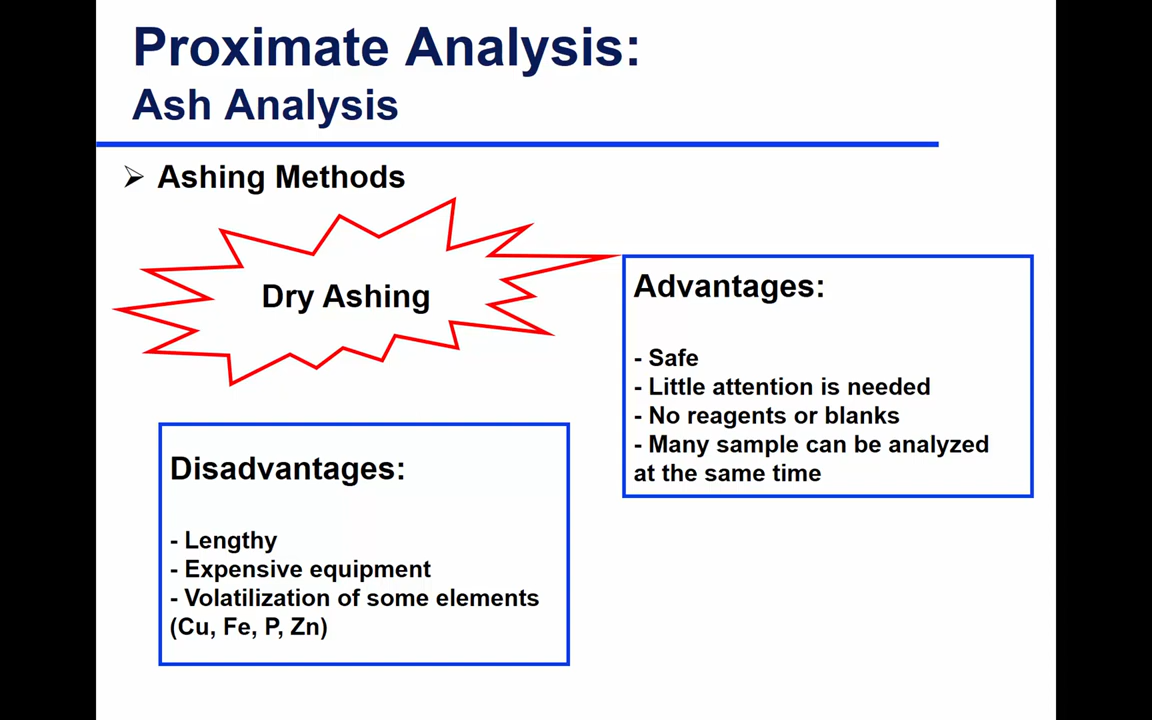 Proximate Analysis:
Ash Analysis
➢ Ashing Methods
Dry Ashing
Advantages:
- Safe
- Little attention is needed
- No reagents or blanks
- Many sample can be analyzed
at the same time
Disadvantages:
- Lengthy
- Expensive equipment
- Volatilization of some elements
(Cu, Fe, P, Zn)